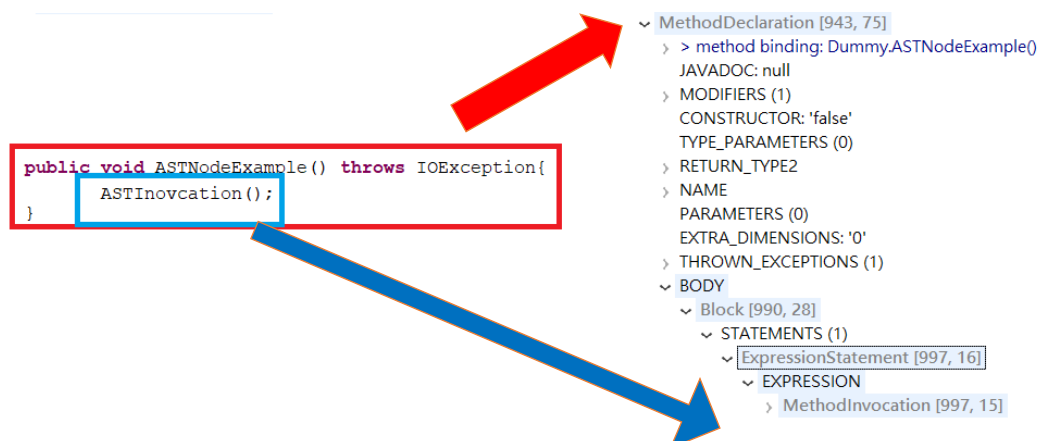 public void ASTNodeExample() throws IOException{
ASTInovcation();
}
MethodDeclaration [943, 75]
> method binding: Dummy.ASTNodeExample()
JAVADOC: null
MODIFIERS (1)
CONSTRUCTOR: 'false'
TYPE_PARAMETERS (0)
RETURN_TYPE2
NAME
PARAMETERS (0)
EXTRA_DIMENSIONS: '0'
THROWN_EXCEPTIONS (1)
BODY
Block [990, 28]
STATEMENTS (1)
ExpressionStatement [997, 16]
EXPRESSION
MethodInvocation [997, 15]